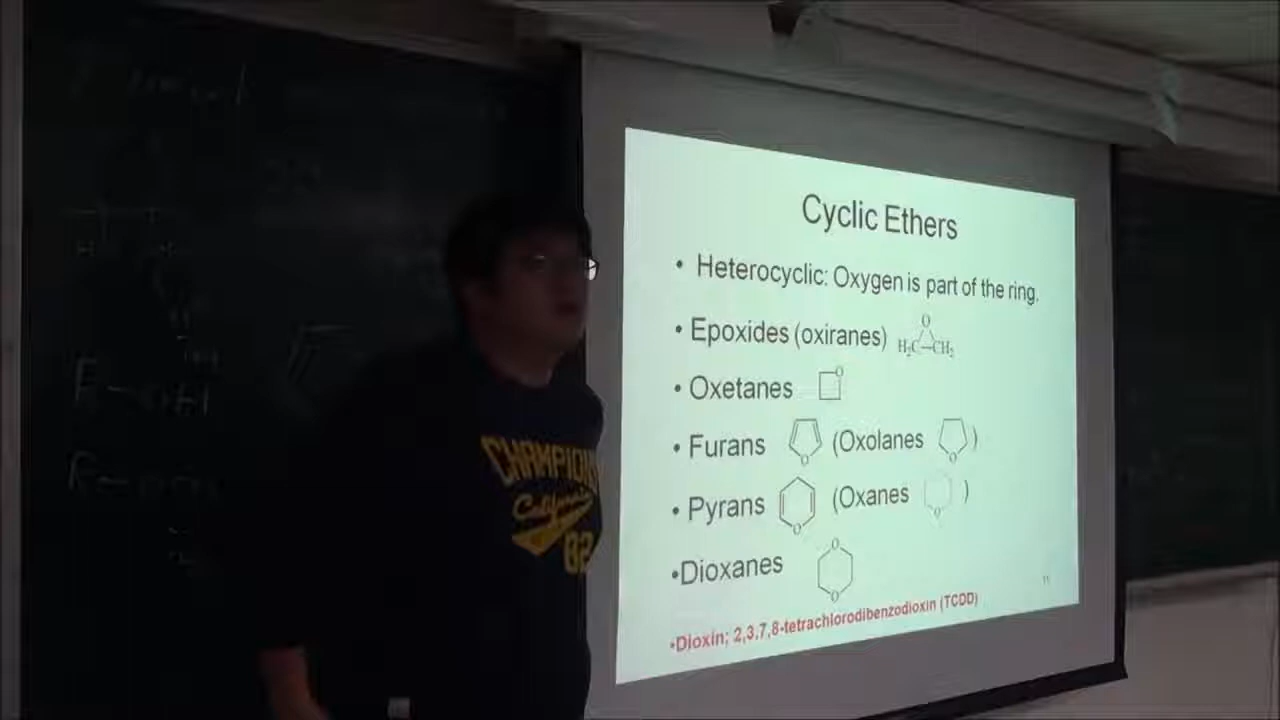 Cyclic Ethers
• Heterocyclic: Oxygen is part of the ring.
• Epoxides (oxiranes) O H₂C CH₂
• Oxetanes O
• Furans O (Oxolanes O )
• Pyrans O (Oxanes O )
•Dioxanes O O
•Dioxin; 2,3,7,8-tetrachlorodibenzodioxin (TCDD)
CHAMPIONS
California
82